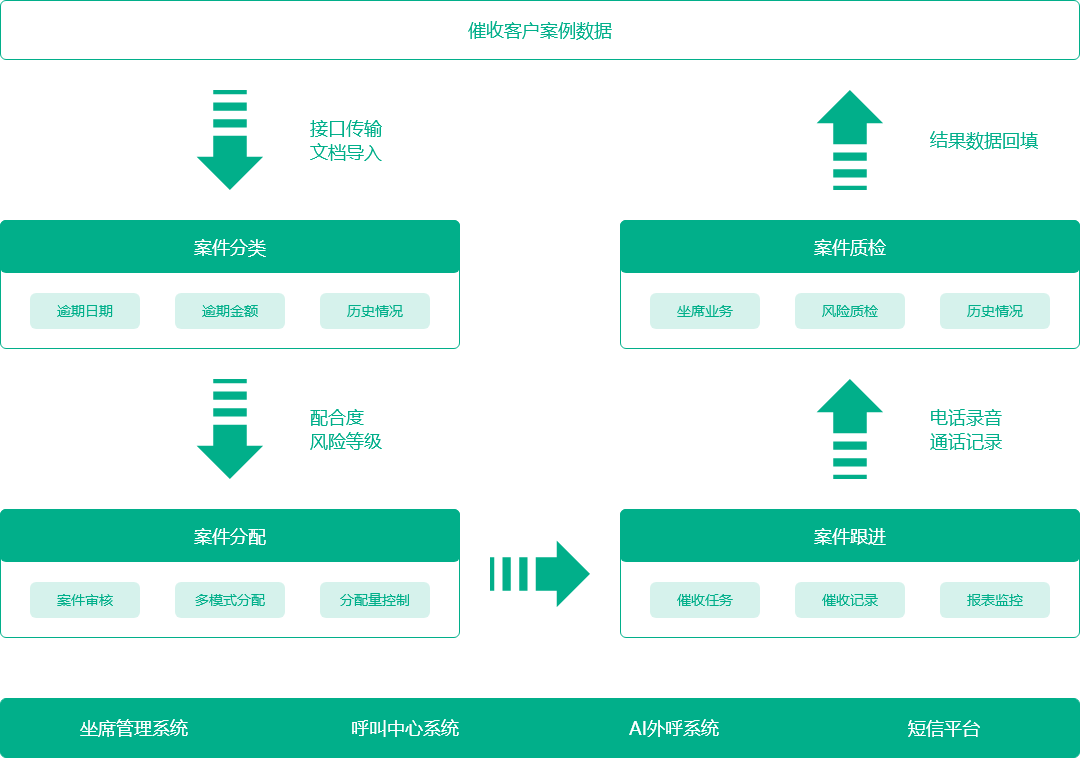 催收客户案例数据
接口传输
文档导入
结果数据回填
案件分类
逾期日期
逾期金额
历史情况
案件质检
坐席业务
风险质检
历史情况
配合度
风险等级
电话录音
通话记录
案件分配
案件审核
多模式分配
分配量控制
案件跟进
催收任务
催收记录
报表监控
坐席管理系统
呼叫中心系统
AI外呼系统
短信平台